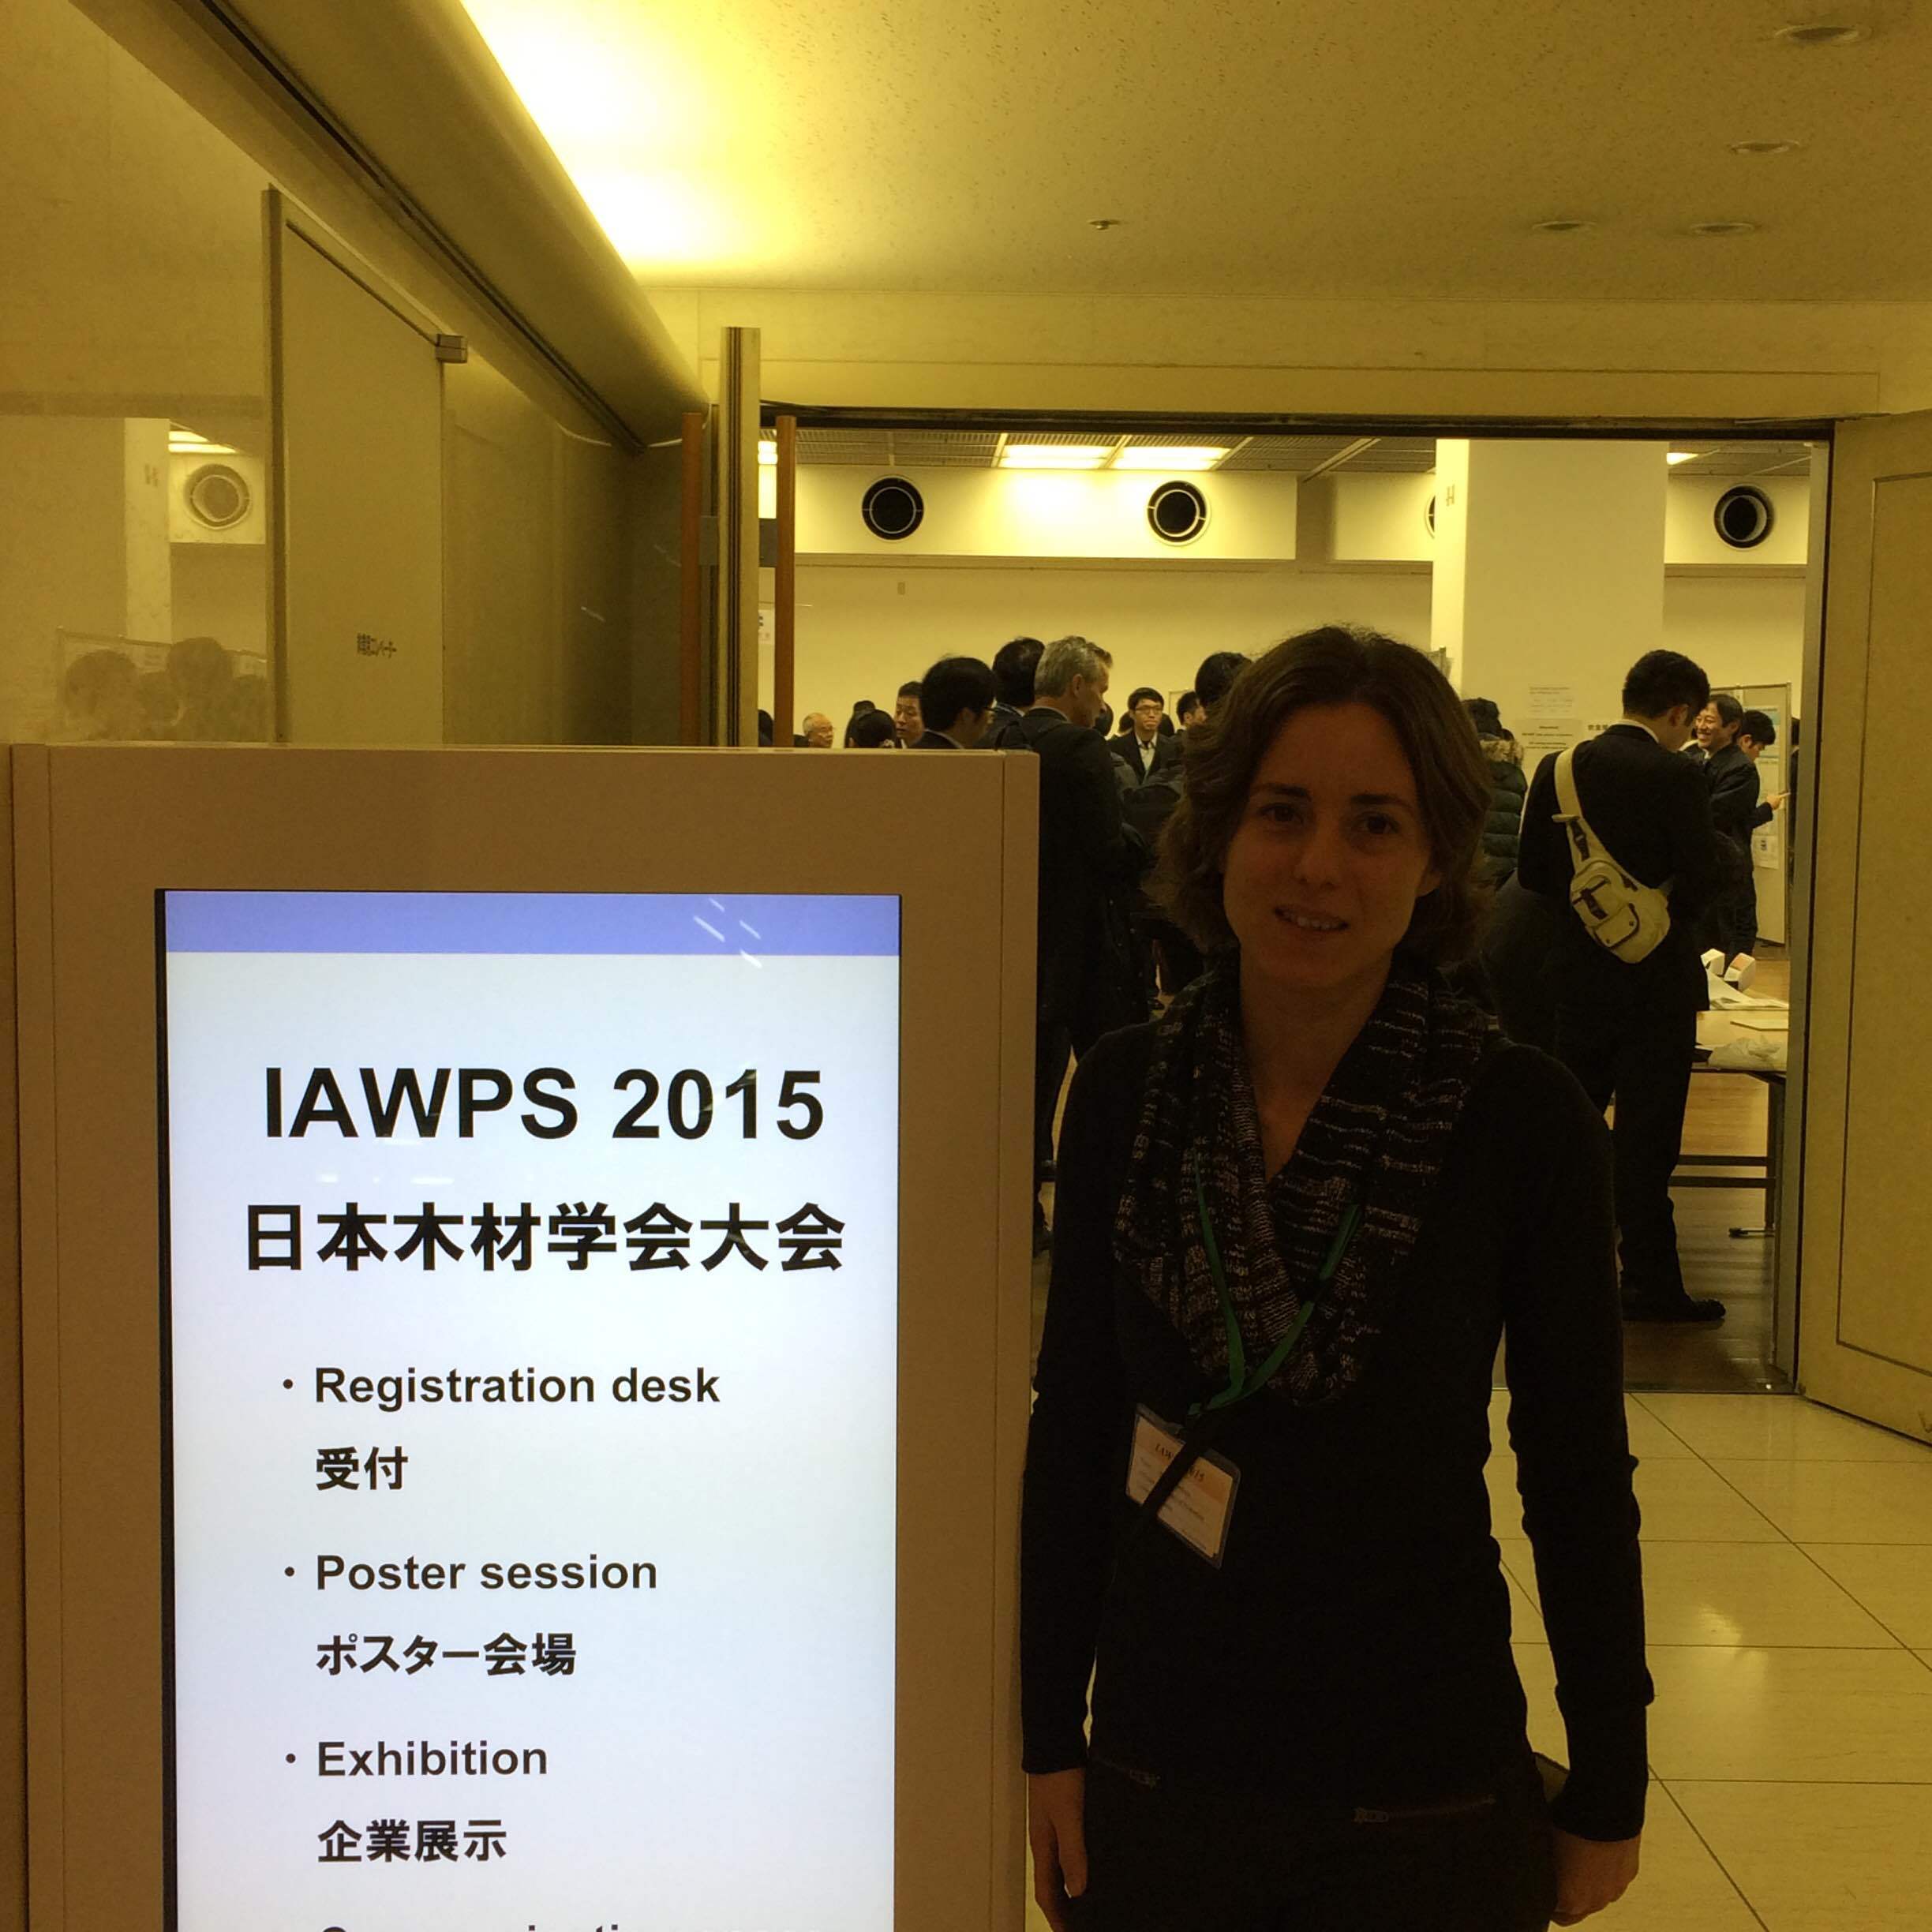 IAWPS 2015
日本木材学会大会
・Registration desk
受付
・Poster session
ポスター会場
・Exhibition
企業展示